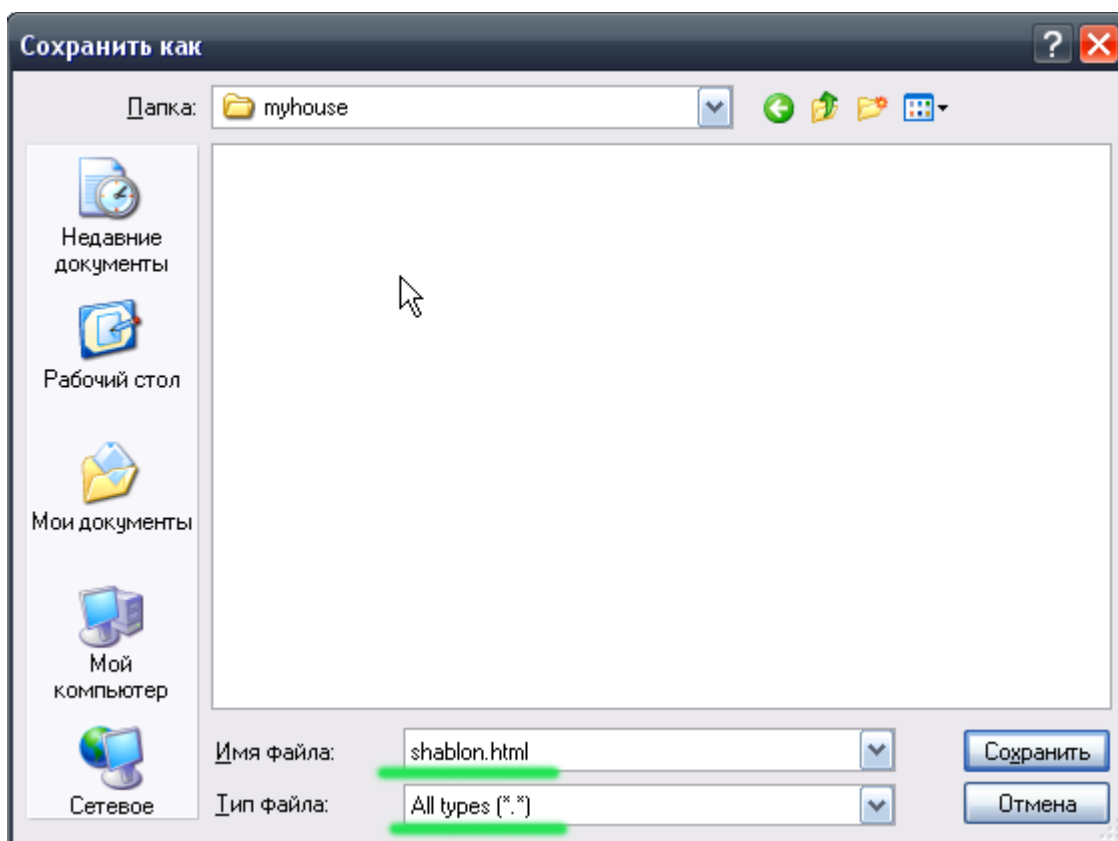 Сохранить как
Папка:
myhouse
Недавние
документы
Рабочий стол
Мои документы
Мой
компьютер
Сетевое
Имя файла:
shablon.html
Сохранить
Тип файла:
All types (*.*)
Отмена